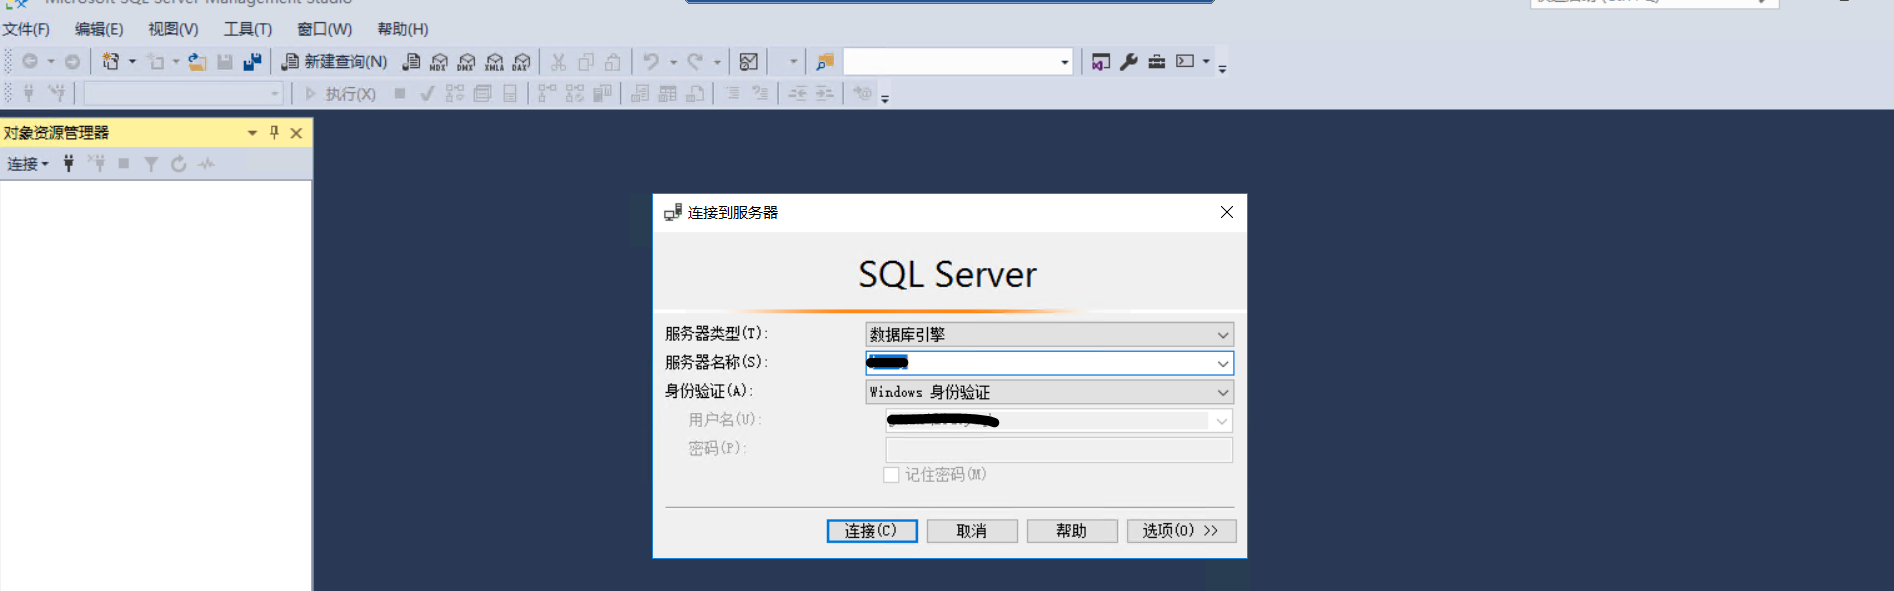 Microsoft SQL Server Management Studio
文件(F) 编辑(E) 视图(V) 工具(T) 窗口(W) 帮助(H)
新建查询(N) MDX DMX XMLA DAX
执行(X)
对象资源管理器
连接
连接到服务器
SQL Server
服务器类型(T): 数据库引擎
服务器名称(S):
身份验证(A): Windows 身份验证
用户名(U):
密码(P):
记住密码(M)
连接(C) 取消 帮助 选项(O) >>